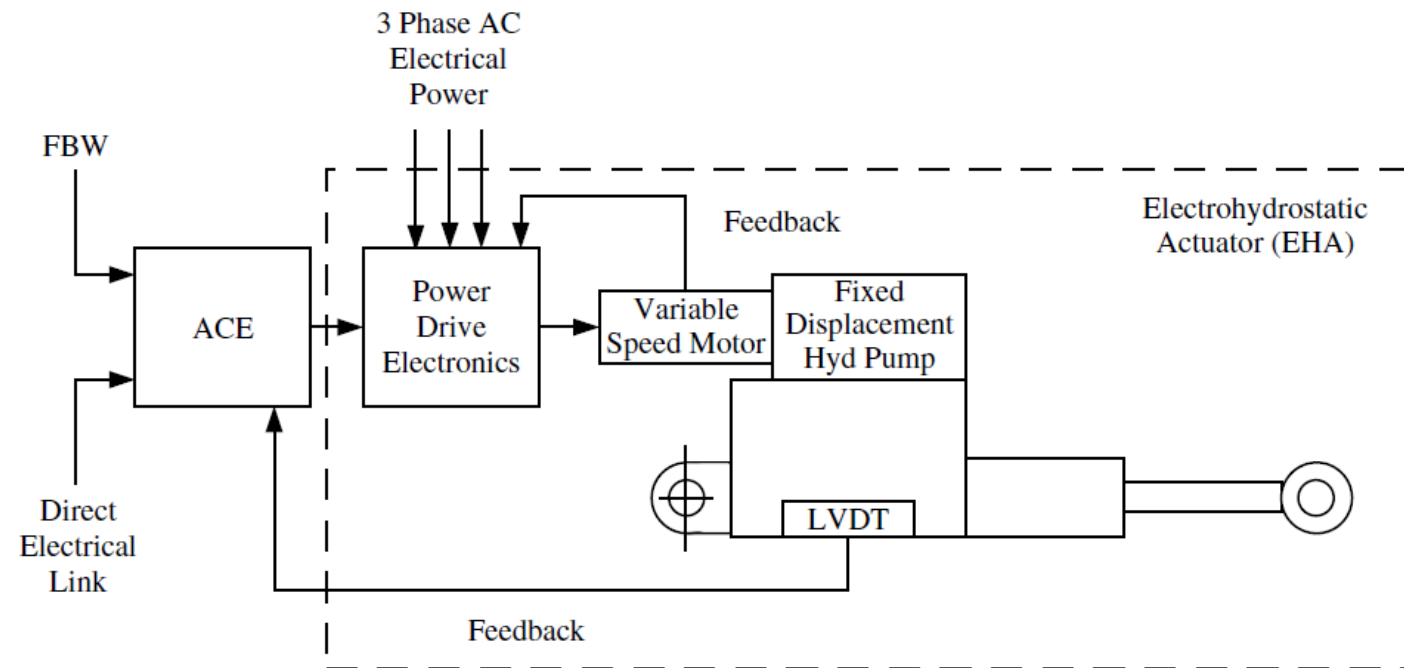 3 Phase AC
Electrical
Power
FBW
Feedback
Electrohydrostatic
Actuator (EHA)
ACE
Power
Drive
Electronics
Variable
Speed Motor
Fixed
Displacement
Hyd Pump
LVDT
Direct
Electrical
Link
Feedback